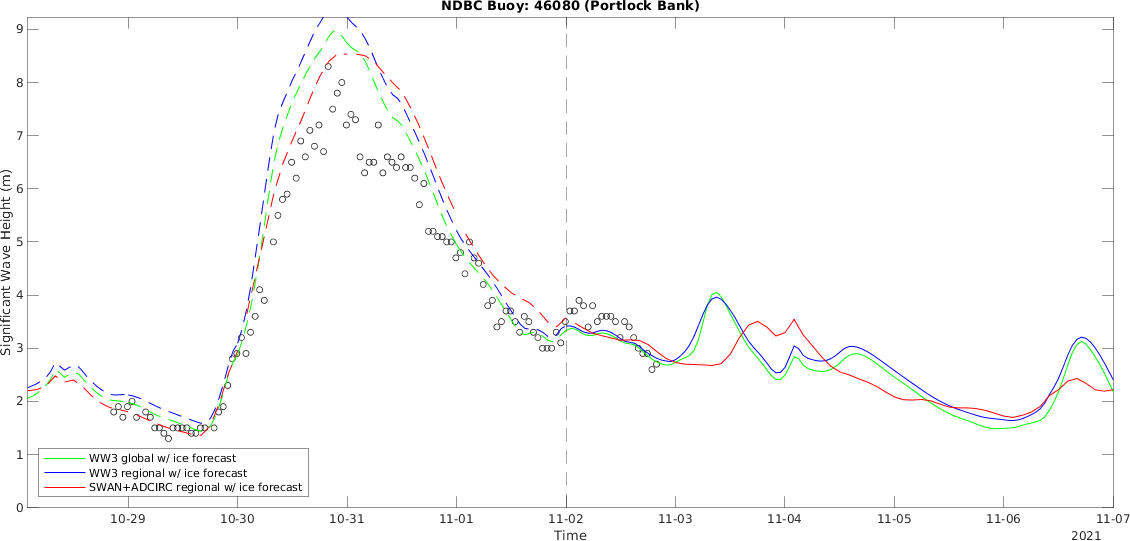 NDBC Buoy: 46080 (Portlock Bank)
Significant Wave Height (m)
9
8
7
6
5
4
3
2
1
0
WW3 global w/ ice forecast
WW3 regional w/ ice forecast
SWAN+ADCIRC regional w/ ice forecast
10-29 10-30 10-31 11-01 11-02 11-03 11-04 11-05 11-06 11-07
Time
2021